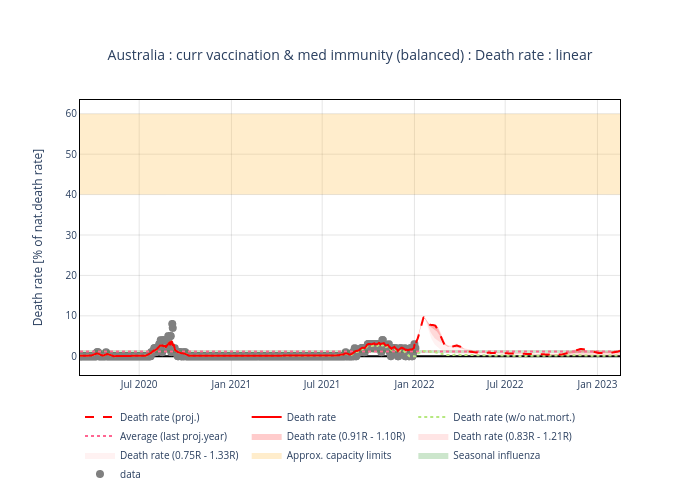 Australia : curr vaccination & med immunity (balanced) : Death rate : linear
Death rate [% of nat.death rate]
60
50
40
30
20
10
0
Jul 2020
Jan 2021
Jul 2021
Jan 2022
Jul 2022
Jan 2023
Death rate (proj.)
Death rate
Death rate (w/o nat.mort.)
Average (last proj.year)
Death rate (0.91R - 1.10R)
Death rate (0.83R - 1.21R)
Death rate (0.75R - 1.33R)
Approx. capacity limits
Seasonal influenza
data